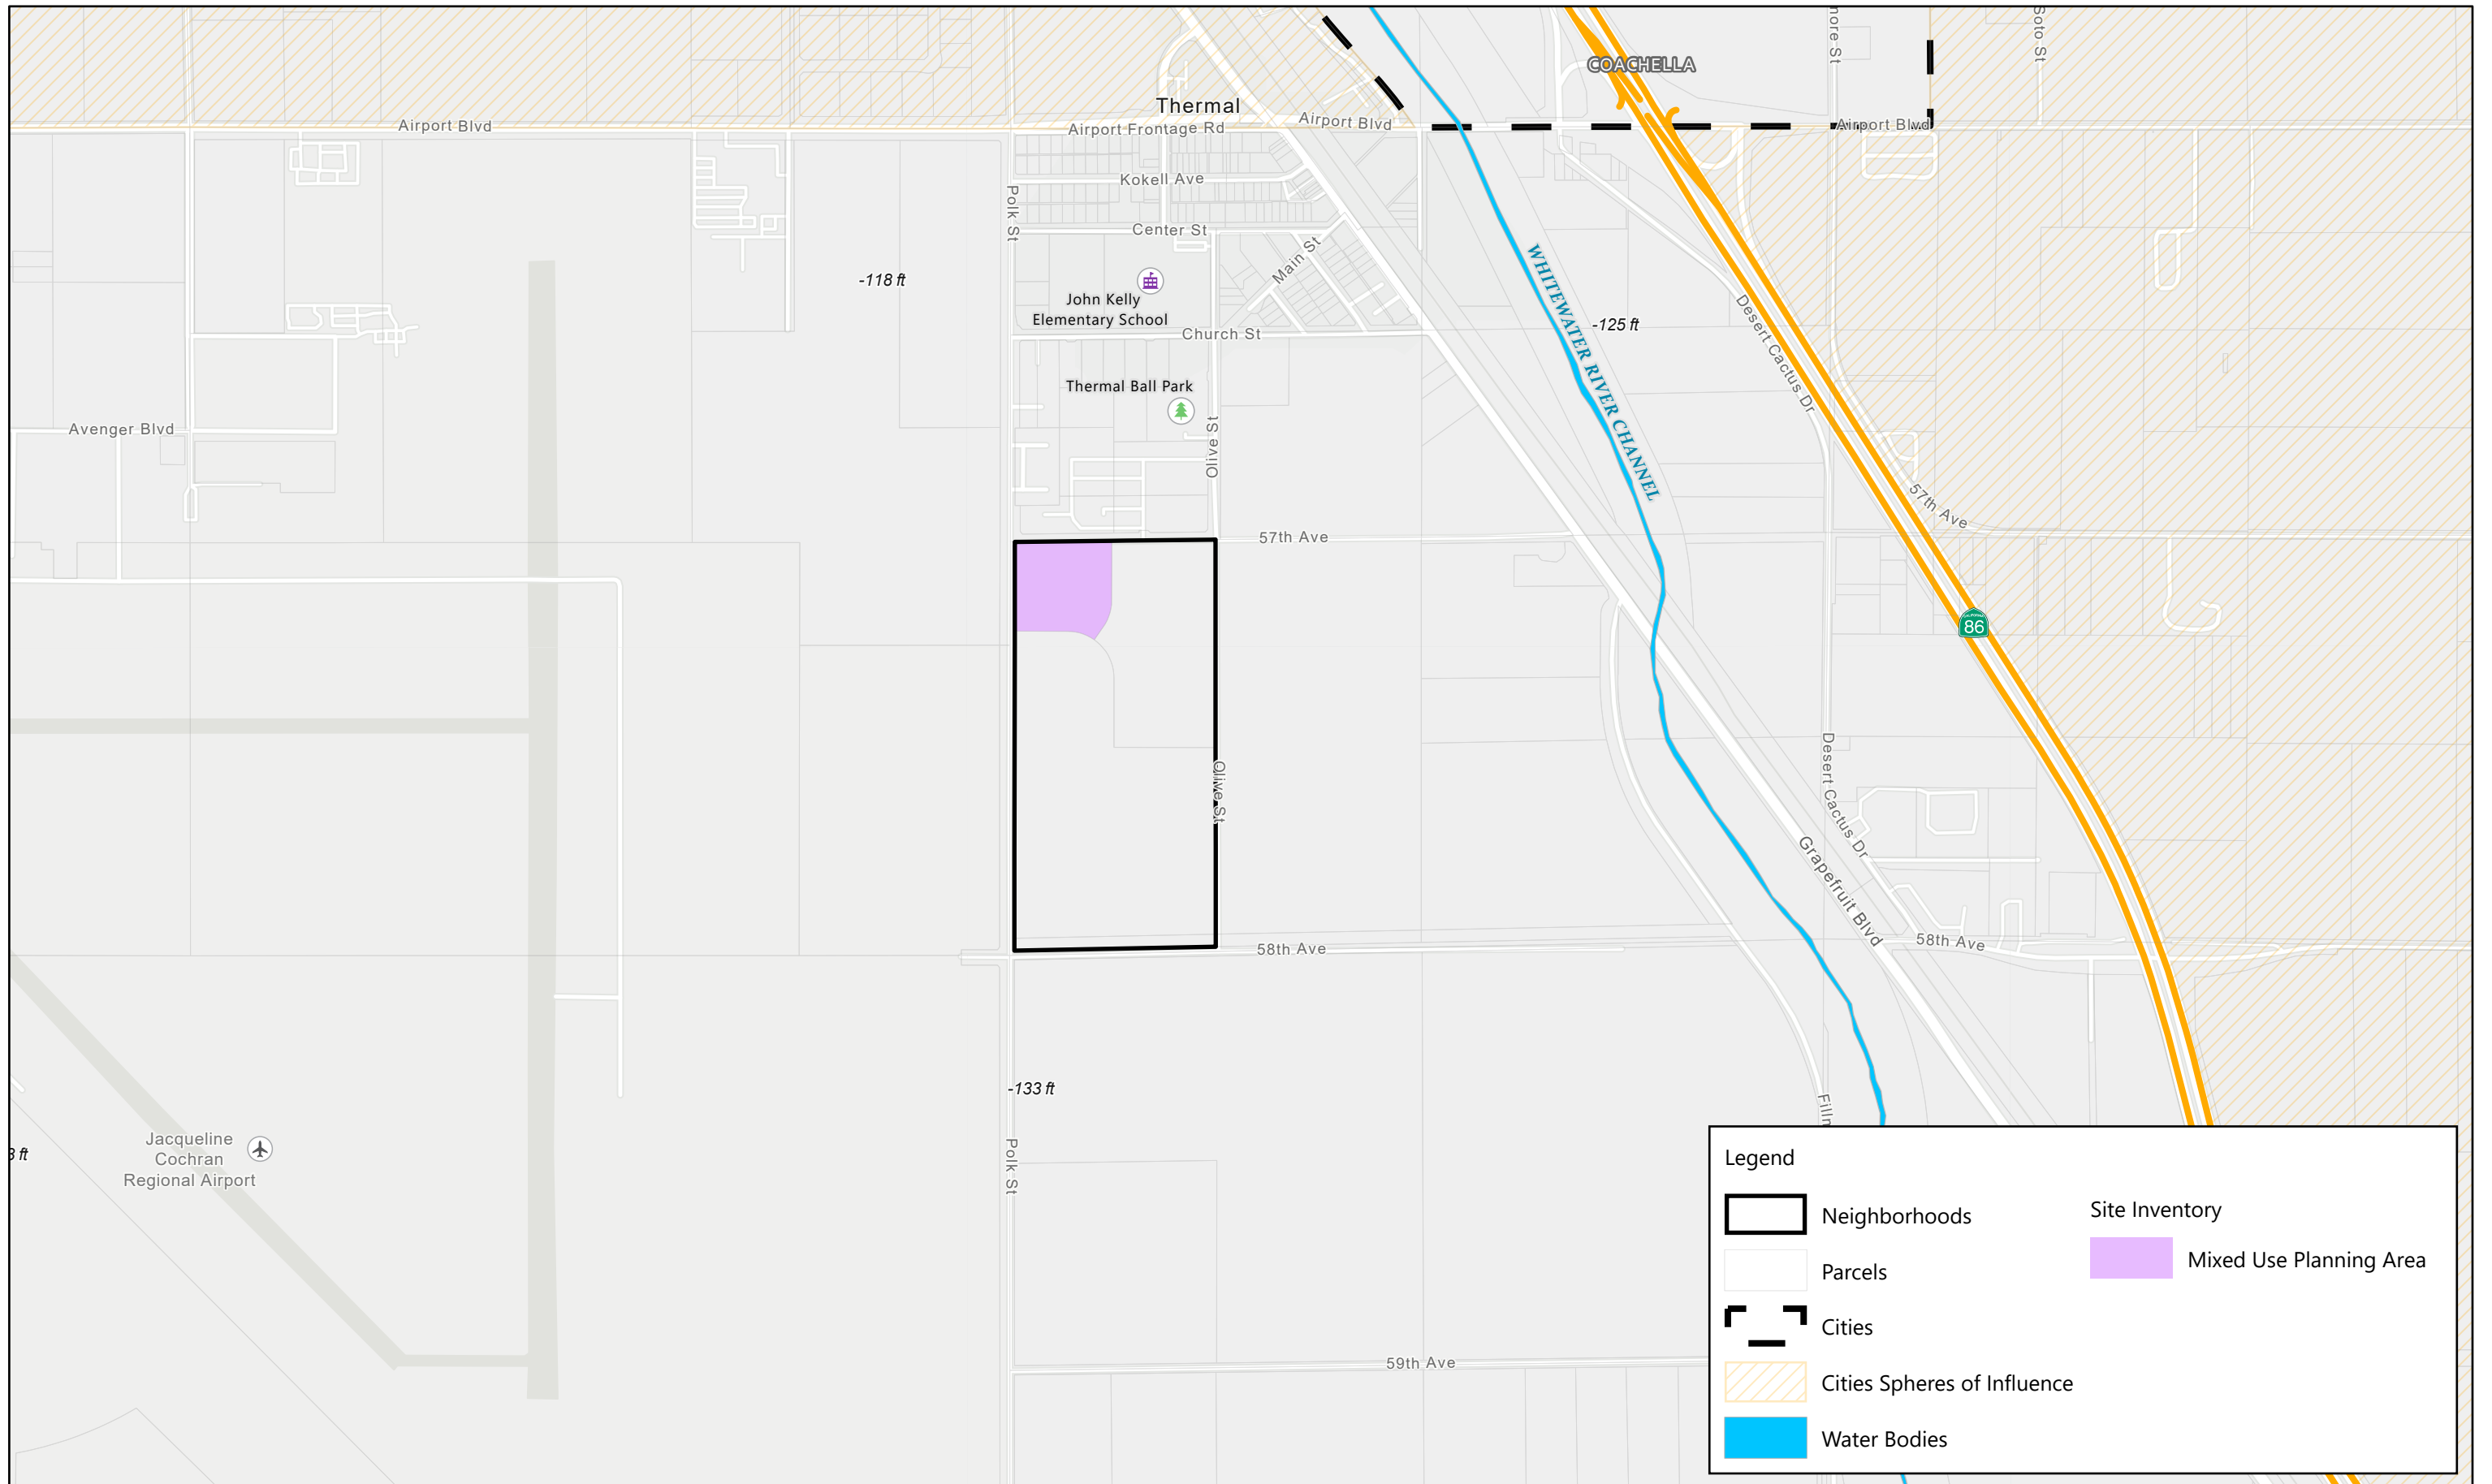 Soto St
COACHELLA
Thermal
Airport Blvd
Airport Frontage Rd
Airport Blvd
Airport Blvd
Kokell Ave
Polk St
Center St
Main St
-118 ft
John Kelly
Elementary School
WHITEWATER RIVER CHANNEL
-125 ft
Church St
Desert Cactus Dr
Thermal Ball Park
Avenger Blvd
Olive St
57th Ave
57th Ave
86
Olive St
Desert Cactus Dr
Grapefruit Blvd
58th Ave
58th Ave
-133 ft
Jacqueline
Cochran
Regional Airport
Polk St
59th Ave
Legend
Neighborhoods
Parcels
Cities
Cities Spheres of Influence
Water Bodies
Site Inventory
Mixed Use Planning Area